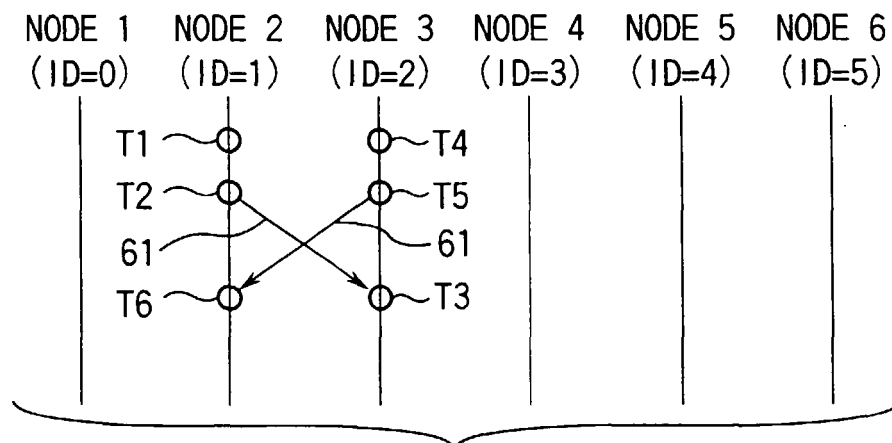 NODE 1 NODE 2 NODE 3 NODE 4 NODE 5 NODE 6
(ID=0) (ID=1) (ID=2) (ID=3) (ID=4) (ID=5)
T1 T4
T2 T5
61 61
T6 T3